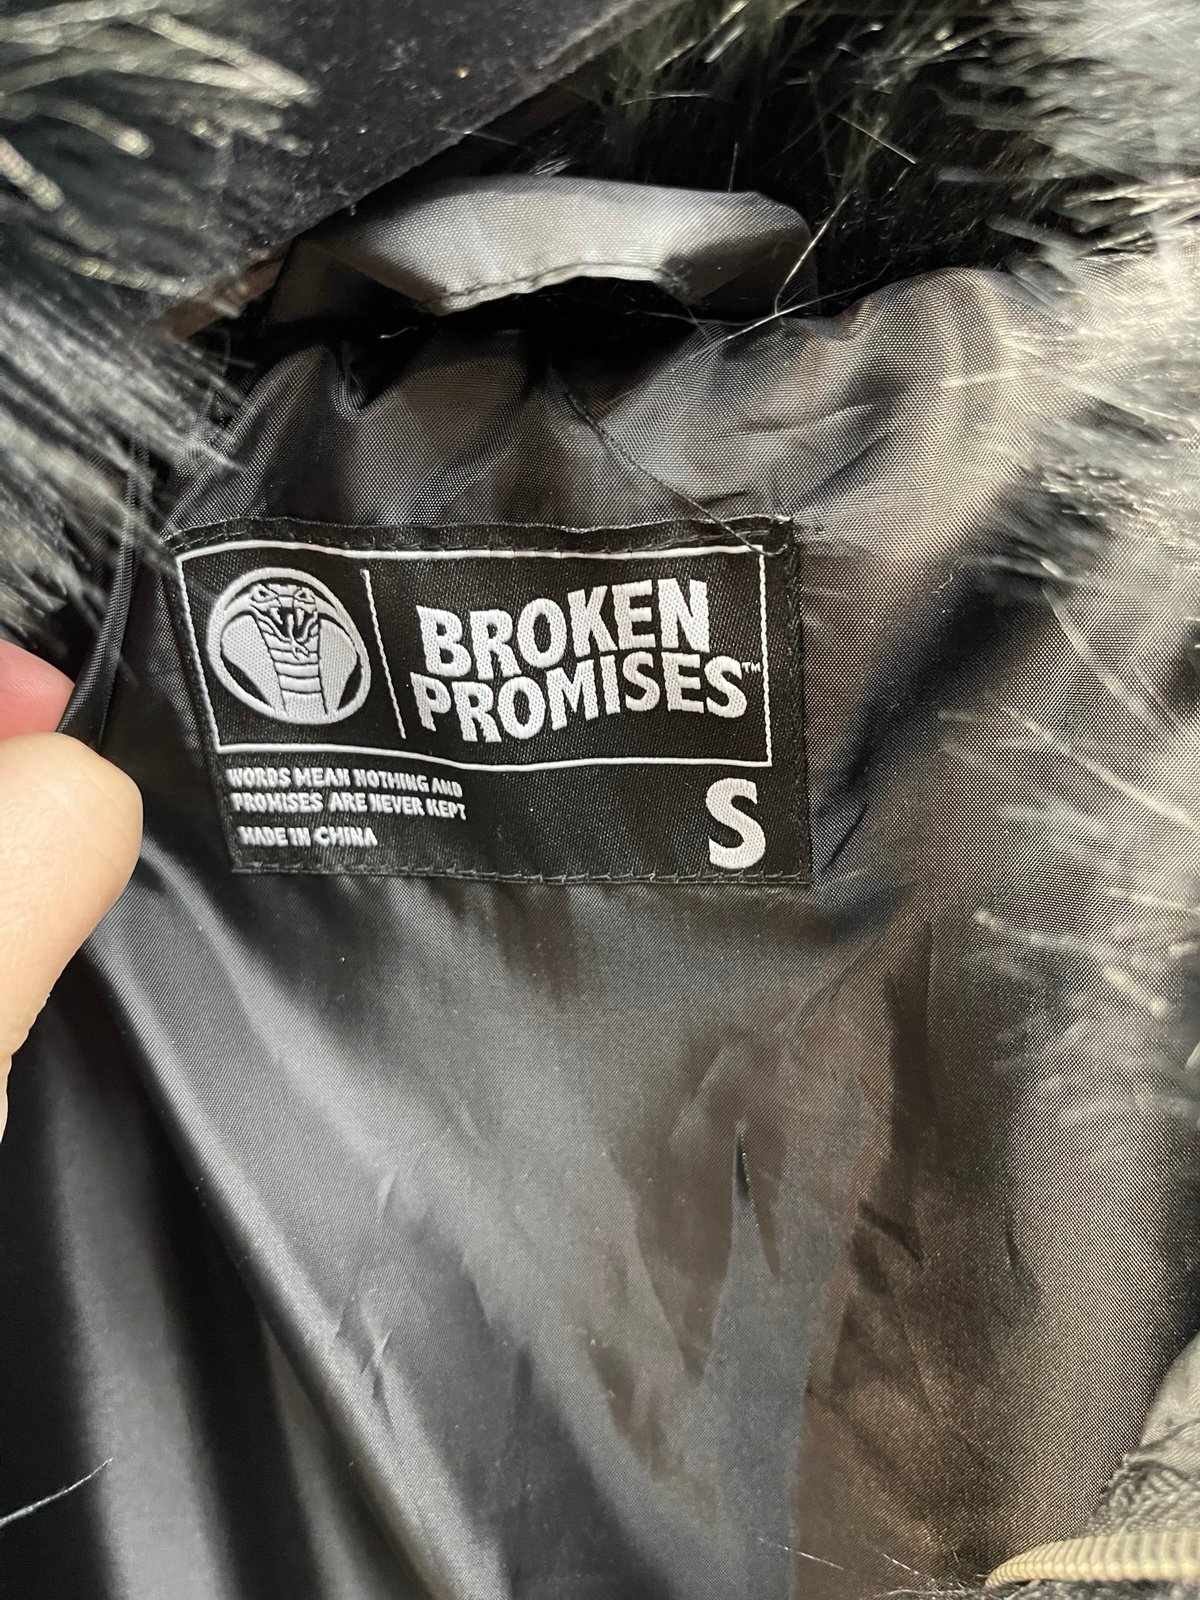 BROKEN
PROMISES™
WORDS MEAN NOTHING AND
PROMISES ARE NEVER KEPT
MADE IN CHINA
S